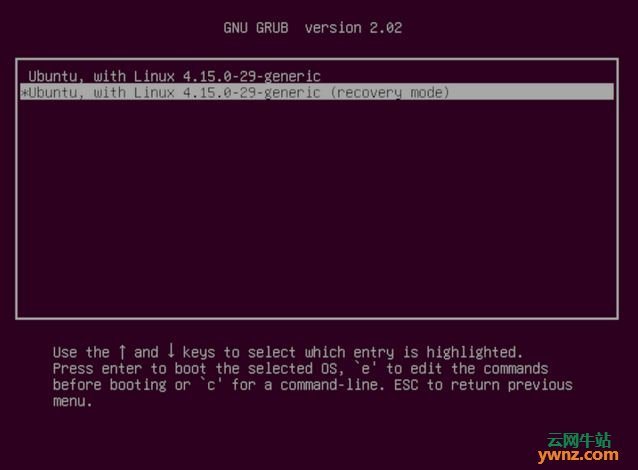 GNU GRUB  version 2.02
Ubuntu, with Linux 4.15.0-29-generic
*Ubuntu, with Linux 4.15.0-29-generic (recovery mode)
Use the ↑ and ↓ keys to select which entry is highlighted.
Press enter to boot the selected OS, `e' to edit the commands
before booting or `c' for a command-line. ESC to return previous
menu.
云网牛站
ywnz.com